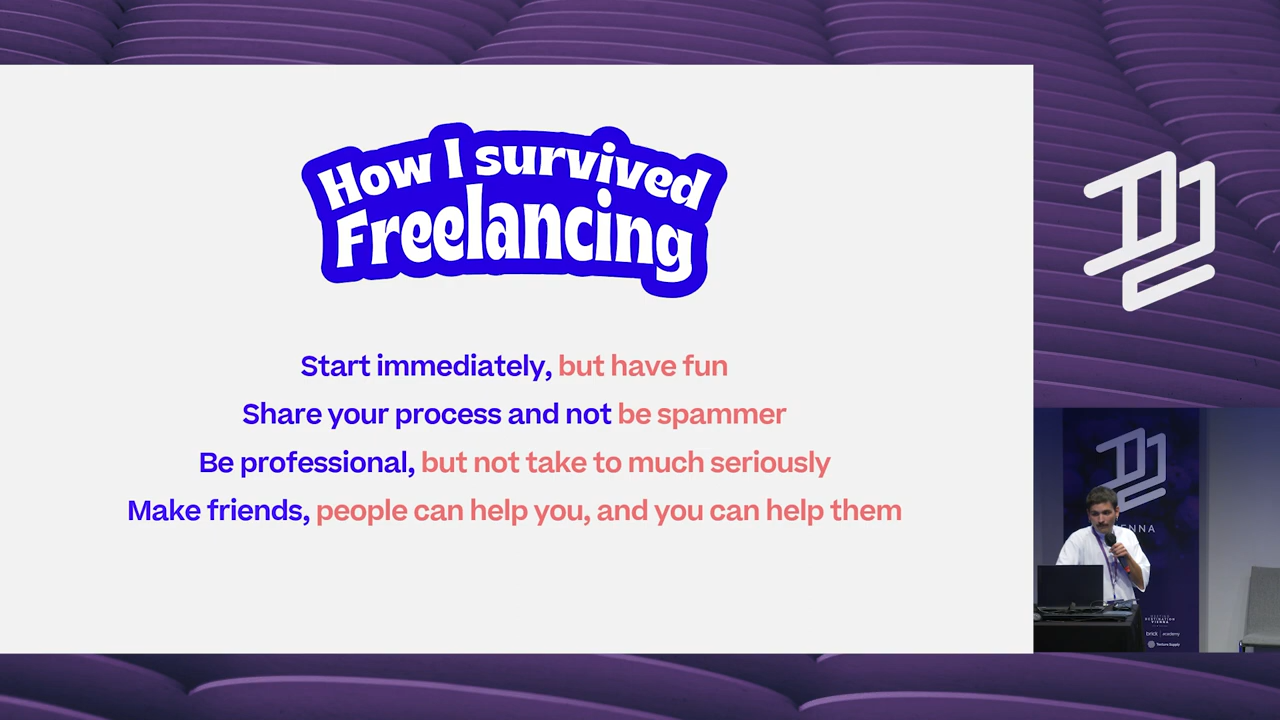 How I survived
Freelancing
Start immediately, but have fun
Share your process and not be spammer
Be professional, but not take to much seriously
Make friends, people can help you, and you can help them
ENNA